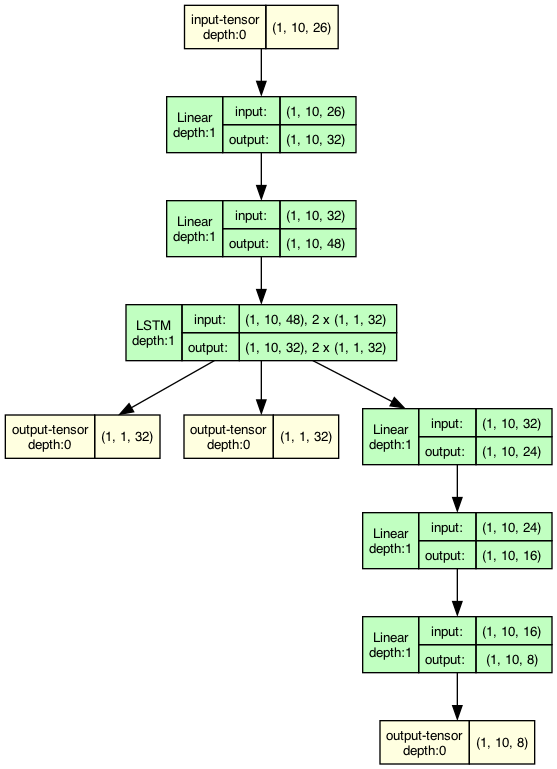 input-tensor
depth:0
(1, 10, 26)
Linear
depth:1
input:
(1, 10, 26)
output:
(1, 10, 32)
Linear
depth:1
input:
(1, 10, 32)
output:
(1, 10, 48)
LSTM
depth:1
input:
(1, 10, 48), 2 x (1, 1, 32)
output:
(1, 10, 32), 2 x (1, 1, 32)
output-tensor
depth:0
(1, 1, 32)
output-tensor
depth:0
(1, 1, 32)
Linear
depth:1
input:
(1, 10, 32)
output:
(1, 10, 24)
Linear
depth:1
input:
(1, 10, 24)
output:
(1, 10, 16)
Linear
depth:1
input:
(1, 10, 16)
output:
(1, 10, 8)
output-tensor
depth:0
(1, 10, 8)